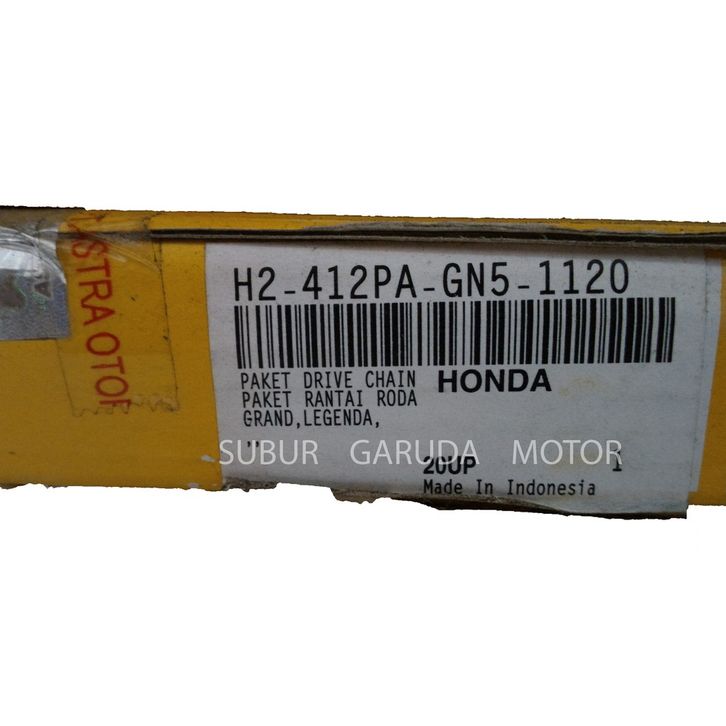 ASTRA OTOP
H2-412PA-GN5-1120
PAKET DRIVE CHAIN HONDA
PAKET RANTAI RODA
GRAND,LEGENDA,
,,
SUBUR GARUDA MOTOR
20UP 1
Made In Indonesia